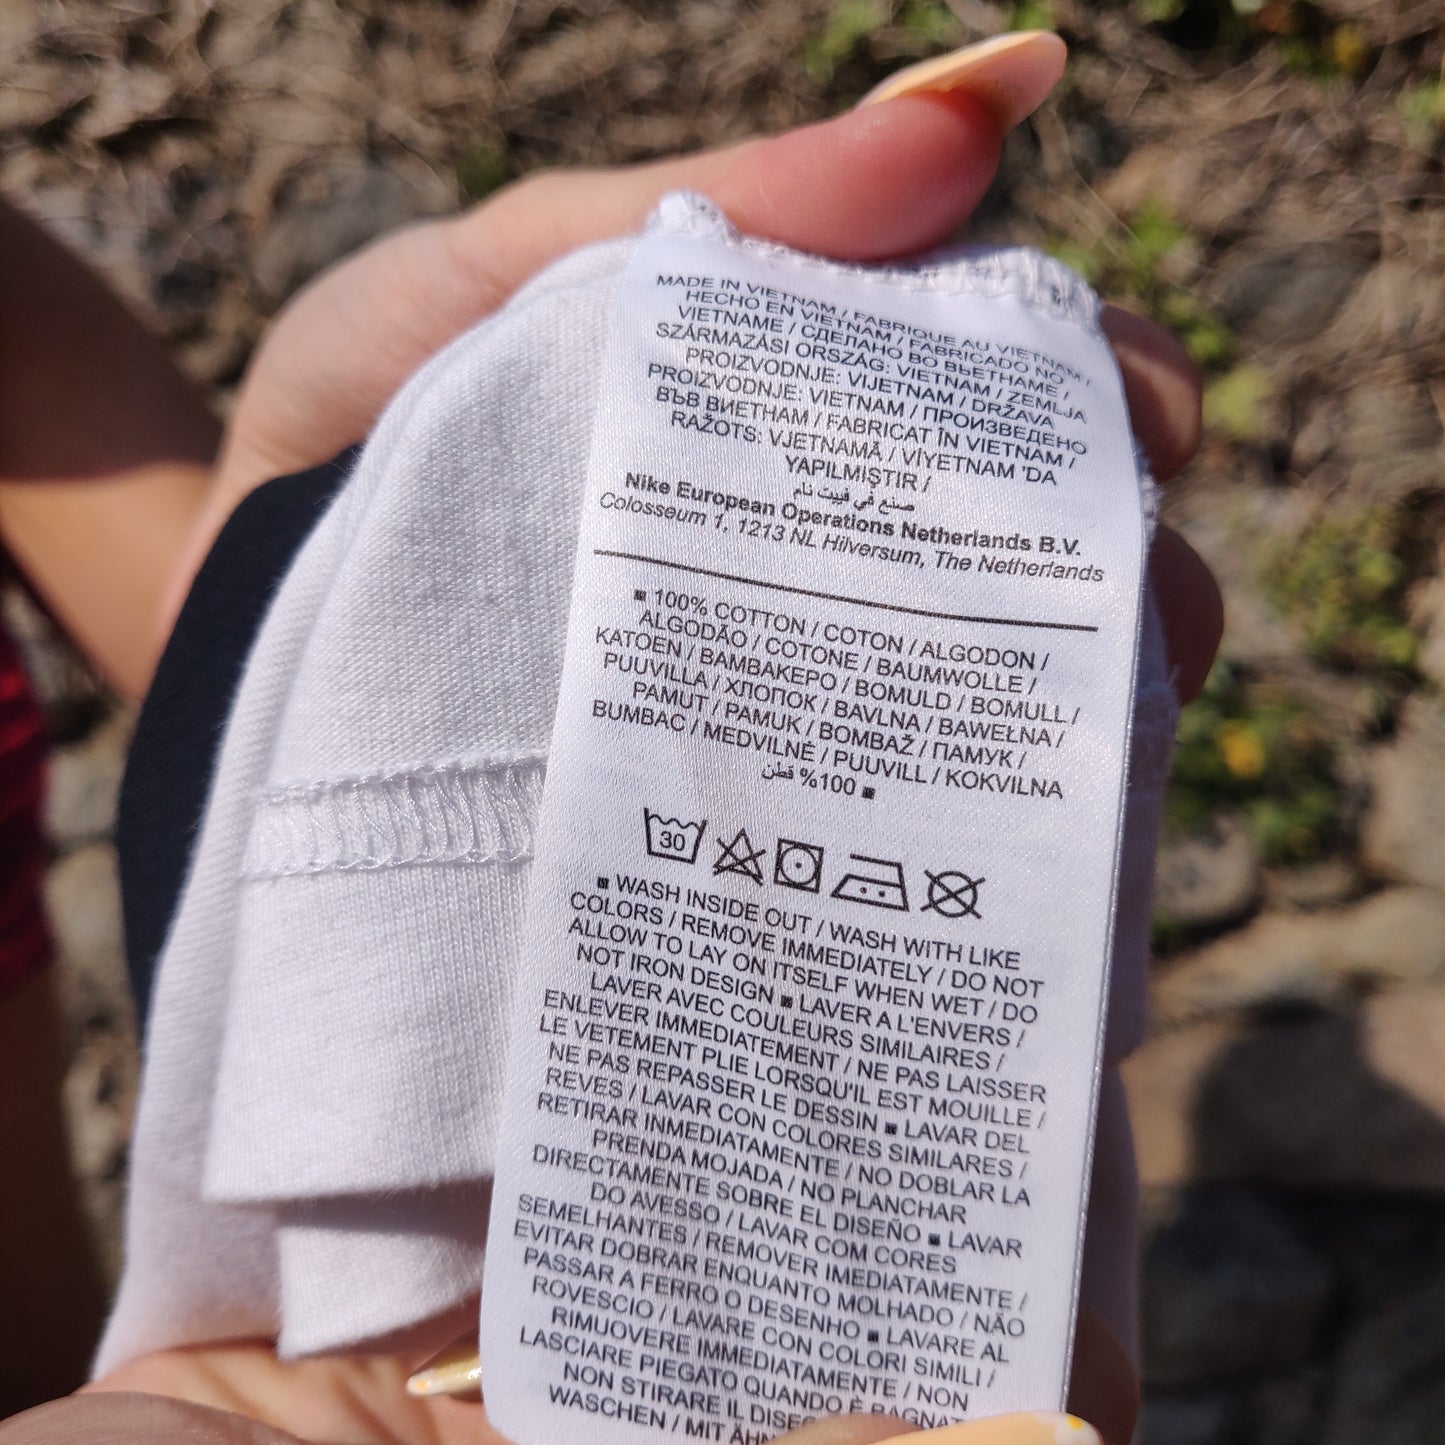 MADE IN VIETNAM / FABRIQUE AU VIETNAM /
HECHO EN VIETNAM / FABRICADO NO
VIETNAME / СДЕЛАНО ВО ВЬЕТНАМЕ /
SZÁRMAZÁSI ORSZÁG: VIETNAM / ZEMLJA
PROIZVODNJE: VIJETNAM / DRŽAVA
PROIZVODNJE: VIETNAM / ПРОИЗВЕДЕНО
ВЪВ ВИЕТНАМ / FABRICAT ÎN VIETNAM /
RAŽOTS: VJETNAMĀ / VİYETNAM 'DA
YAPILMIŞTIR /
صنع في فييت نام
Nike European Operations Netherlands B.V.
Colosseum 1, 1213 NL Hilversum, The Netherlands
■ 100% COTTON / COTON / ALGODON /
ALGODÃO / COTONE / BAUMWOLLE /
KATOEN / ΒΑΜΒΑΚΕΡΟ / BOMULD / BOMULL /
PUUVILLA / ХЛОПОК / BAVLNA / BAWEŁNA /
PAMUT / PAMUK / BOMBAŽ / ПАМУК /
BUMBAC / MEDVILNĖ / PUUVILL / KOKVILNA
100% قطن ■
30
■ WASH INSIDE OUT / WASH WITH LIKE
COLORS / REMOVE IMMEDIATELY / DO NOT
ALLOW TO LAY ON ITSELF WHEN WET / DO
NOT IRON DESIGN ■ LAVER A L'ENVERS /
LAVER AVEC COULEURS SIMILAIRES /
ENLEVER IMMEDIATEMENT / NE PAS LAISSER
LE VETEMENT PLIE LORSQU'IL EST MOUILLE /
NE PAS REPASSER LE DESSIN ■ LAVAR DEL
REVES / LAVAR CON COLORES SIMILARES /
RETIRAR INMEDIATAMENTE / NO DOBLAR LA
PRENDA MOJADA / NO PLANCHAR
DIRECTAMENTE SOBRE EL DISEÑO ■ LAVAR
DO AVESSO / LAVAR COM CORES
SEMELHANTES / REMOVER IMEDIATAMENTE /
EVITAR DOBRAR ENQUANTO MOLHADO / NÃO
PASSAR A FERRO O DESENHO ■ LAVARE AL
ROVESCIO / LAVARE CON COLORI SIMILI /
RIMUOVERE IMMEDIATAMENTE / NON
LASCIARE PIEGATO QUANDO È BAGNAT
NON STIRARE IL DISEG
WASCHEN / MIT ÄHN